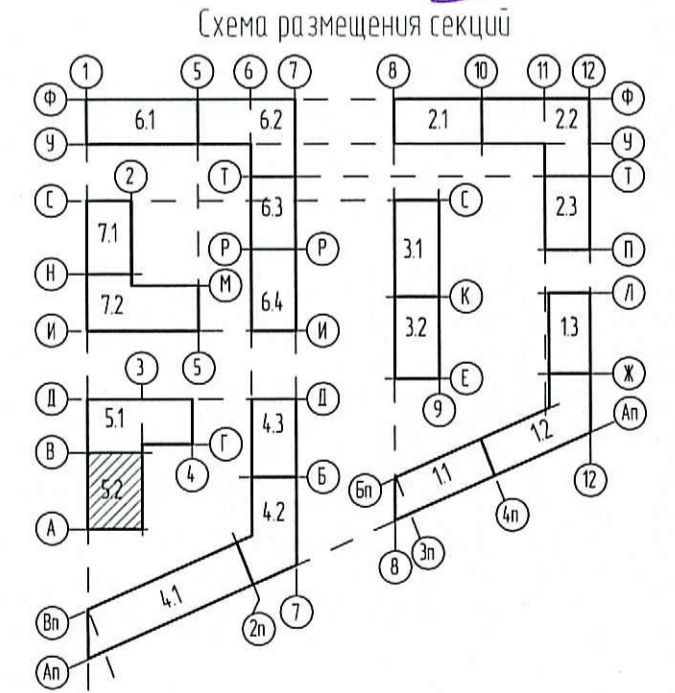 Схема размещения секций
1 5 6 7 8 10 11 12
Ф 6.1 6.2 2.1 2.2 Ф
У У
2 Т Т
С 7.1 6.3 С 2.3
Н Р Р 3.1 П
7.2 М 6.4 К Л
И И 3.2 1.3
3 5 Е Ж
Д 5.1 4.3 Д 9 Ап
В Г 1.2
5.2 4 Б Бп 1.1 12
А 4.2 4п
4.1 8 3п
Вп 2п 7
Ап